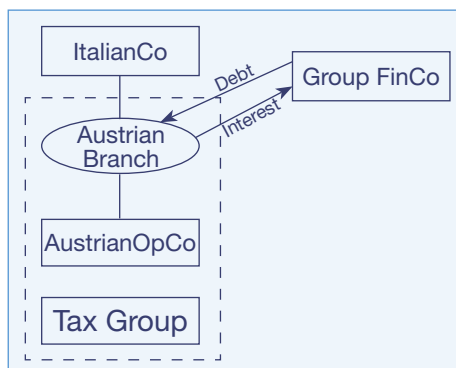 ItalianCo
Debt
Group FinCo
Interest
Austrian
Branch
AustrianOpCo
Tax Group